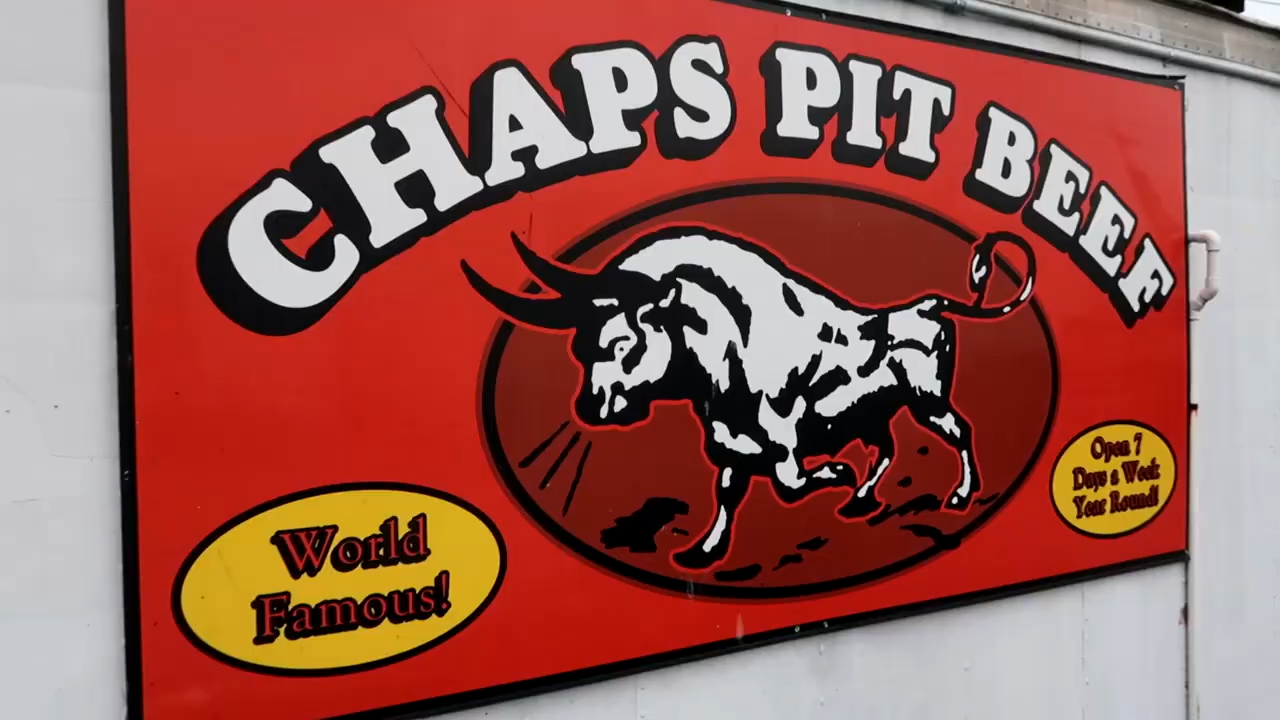 CHAPS PIT BEEF
World
Famous!
Open 7
Days a Week
Year Round!